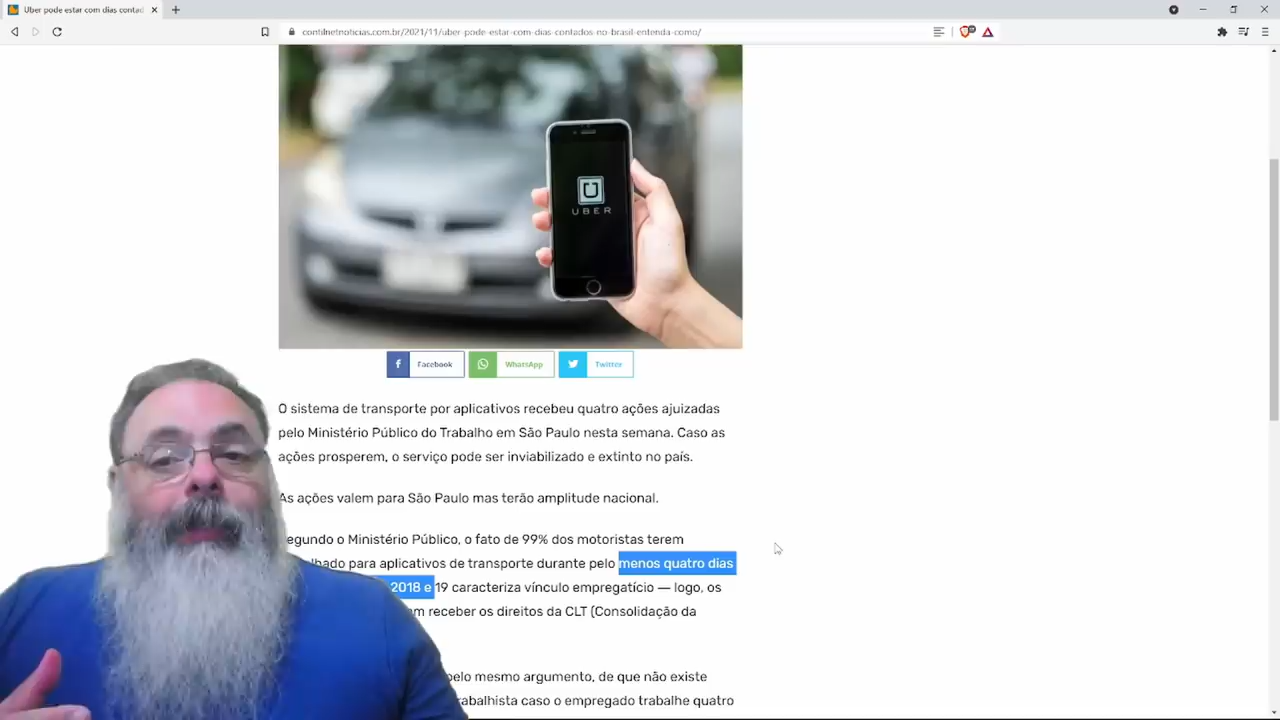 Uber pode estar com dias contad
contilnetnoticias.com.br/2021/11/uber-pode-estar-com-dias-contados-no-brasil-entenda-como/
UBER
Facebook
WhatsApp
Twitter
O sistema de transporte por aplicativos recebeu quatro ações ajuizadas
pelo Ministério Público do Trabalho em São Paulo nesta semana. Caso as
ações prosperem, o serviço pode ser inviabilizado e extinto no país.
As ações valem para São Paulo mas terão amplitude nacional.
egundo o Ministério Público, o fato de 99% dos motoristas terem
lhado para aplicativos de transporte durante pelo menos quatro dias
2018 e 19 caracteriza vínculo empregatício — logo, os
m receber os direitos da CLT (Consolidação da
pelo mesmo argumento, de que não existe
rabalhista caso o empregado trabalhe quatro